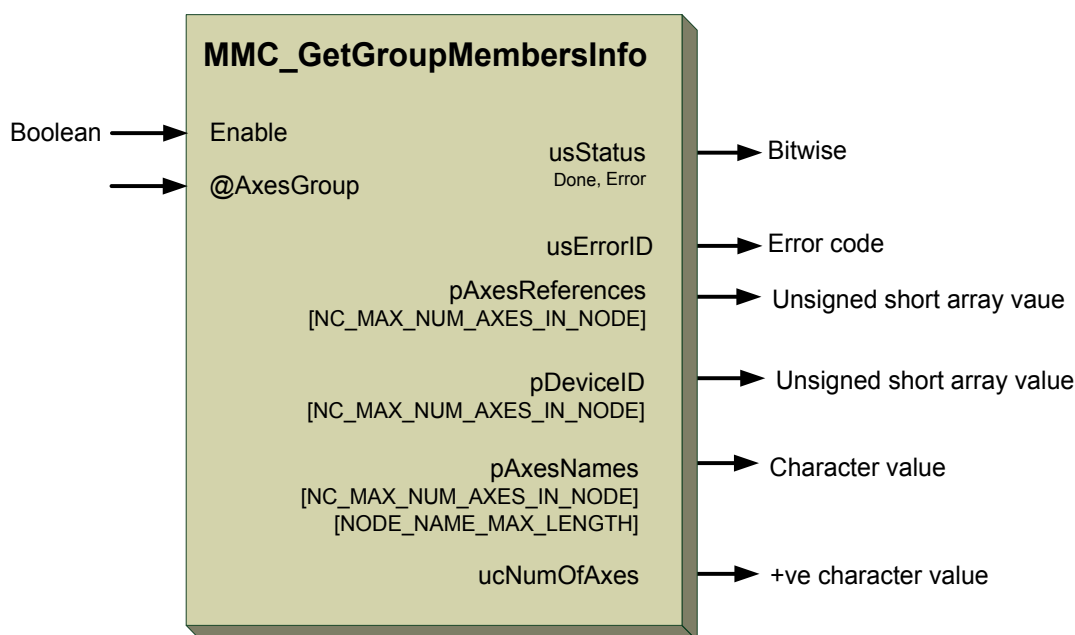 MMC_GetGroupMembersInfo
Boolean
Enable
@AxesGroup
usStatus
Done, Error
Bitwise
usErrorID
Error code
pAxesReferences
[NC_MAX_NUM_AXES_IN_NODE]
Unsigned short array vaue
pDeviceID
[NC_MAX_NUM_AXES_IN_NODE]
Unsigned short array value
pAxesNames
[NC_MAX_NUM_AXES_IN_NODE]
[NODE_NAME_MAX_LENGTH]
Character value
ucNumOfAxes
+ve character value